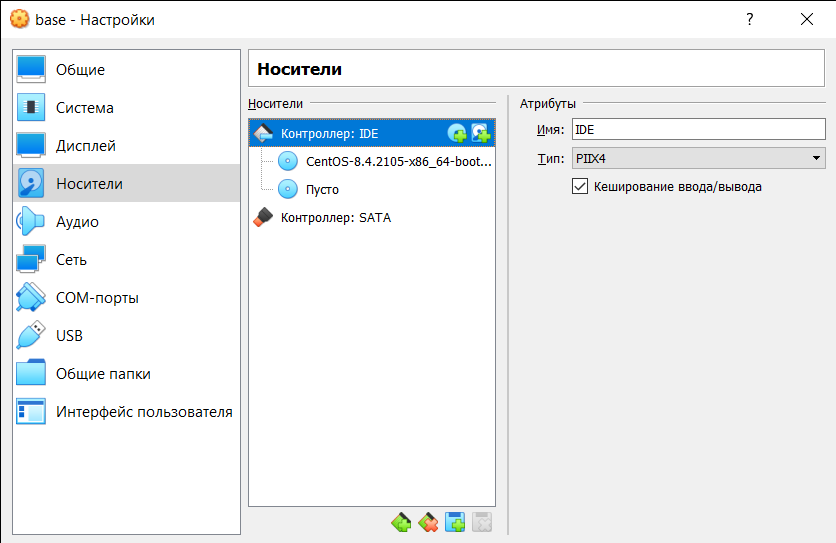 base - Настройки
?
Общие
Система
Дисплей
Носители
Аудио
Сеть
COM-порты
USB
Общие папки
Интерфейс пользователя
Носители
Носители
Контроллер: IDE
CentOS-8.4.2105-x86_64-boot...
Пусто
Контроллер: SATA
Атрибуты
Имя: IDE
Тип: PIIX4
Кеширование ввода/вывода